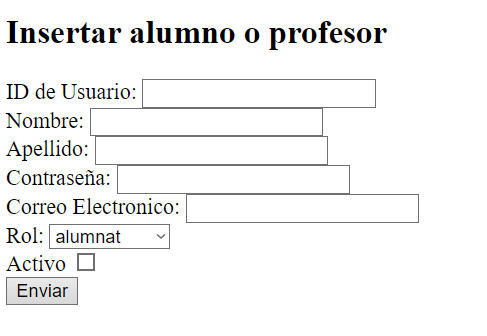 Insertar alumno o profesor
ID de Usuario:
Nombre:
Apellido:
Contraseña:
Correo Electronico:
Rol: alumnat
Activo
Enviar